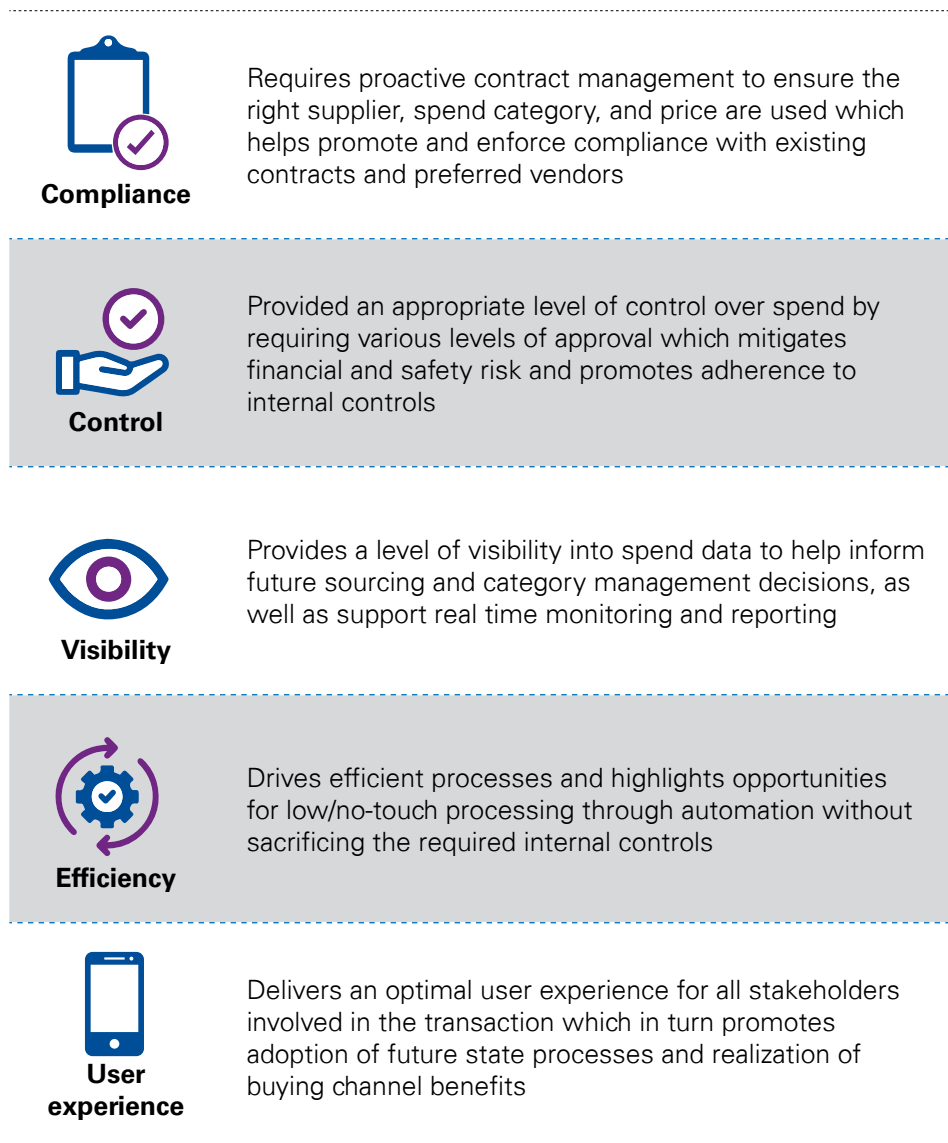 Requires proactive contract management to ensure the
right supplier, spend category, and price are used which
helps promote and enforce compliance with existing
contracts and preferred vendors
Compliance
Provided an appropriate level of control over spend by
requiring various levels of approval which mitigates
financial and safety risk and promotes adherence to
internal controls
Control
Provides a level of visibility into spend data to help inform
future sourcing and category management decisions, as
well as support real time monitoring and reporting
Visibility
Drives efficient processes and highlights opportunities
for low/no-touch processing through automation without
sacrificing the required internal controls
Efficiency
Delivers an optimal user experience for all stakeholders
involved in the transaction which in turn promotes
adoption of future state processes and realization of
buying channel benefits
User
experience